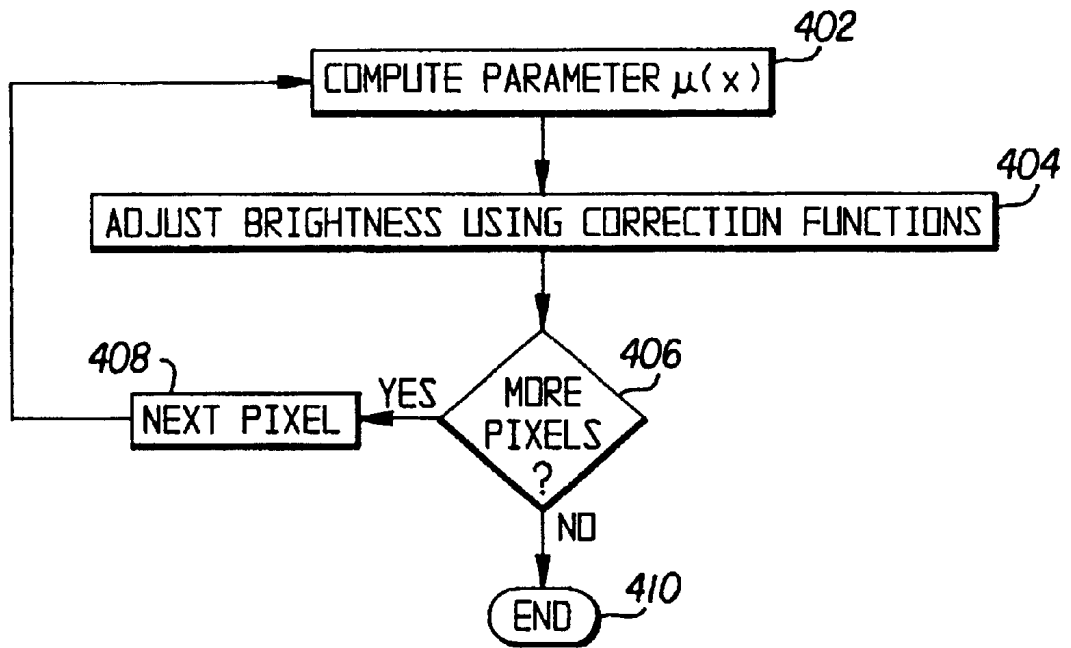 402
COMPUTE PARAMETER μ(x)
404
ADJUST BRIGHTNESS USING CORRECTION FUNCTIONS
406
MORE
PIXELS
?
YES
408
NEXT PIXEL
NO
END
410